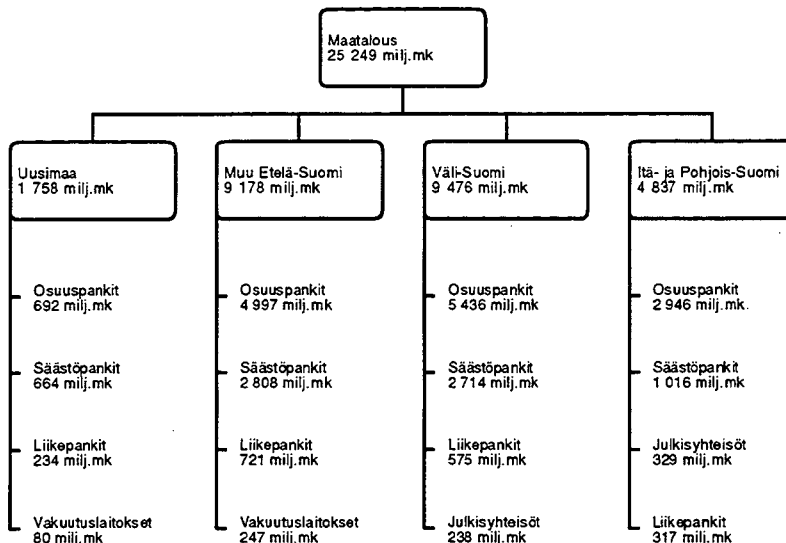 Maatalous
25 249 milj.mk
Uusimaa
1 758 milj.mk
Muu Etelä-Suomi
9 178 milj.mk
Väli-Suomi
9 476 milj.mk
Itä- ja Pohjois-Suomi
4 837 milj.mk
Osuuspankit
692 milj.mk
Säästöpankit
664 milj.mk
Liikepankit
234 milj.mk
Vakuutuslaitokset
80 milj.mk
Osuuspankit
4 997 milj.mk
Säästöpankit
2 808 milj.mk
Liikepankit
721 milj.mk
Vakuutuslaitokset
247 milj.mk
Osuuspankit
5 436 milj.mk
Säästöpankit
2 714 milj.mk
Liikepankit
575 milj.mk
Julkisyhteisöt
238 milj.mk
Osuuspankit
2 946 milj.mk.
Säästöpankit
1 016 milj.mk
Julkisyhteisöt
329 milj.mk
Liikepankit
317 milj.mk